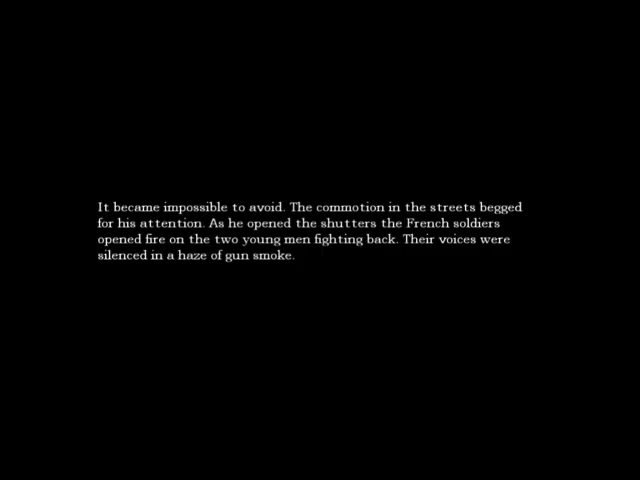 It became impossible to avoid. The commotion in the streets begged
for his attention. As he opened the shutters the French soldiers
opened fire on the two young men fighting back. Their voices were
silenced in a haze of gun smoke.